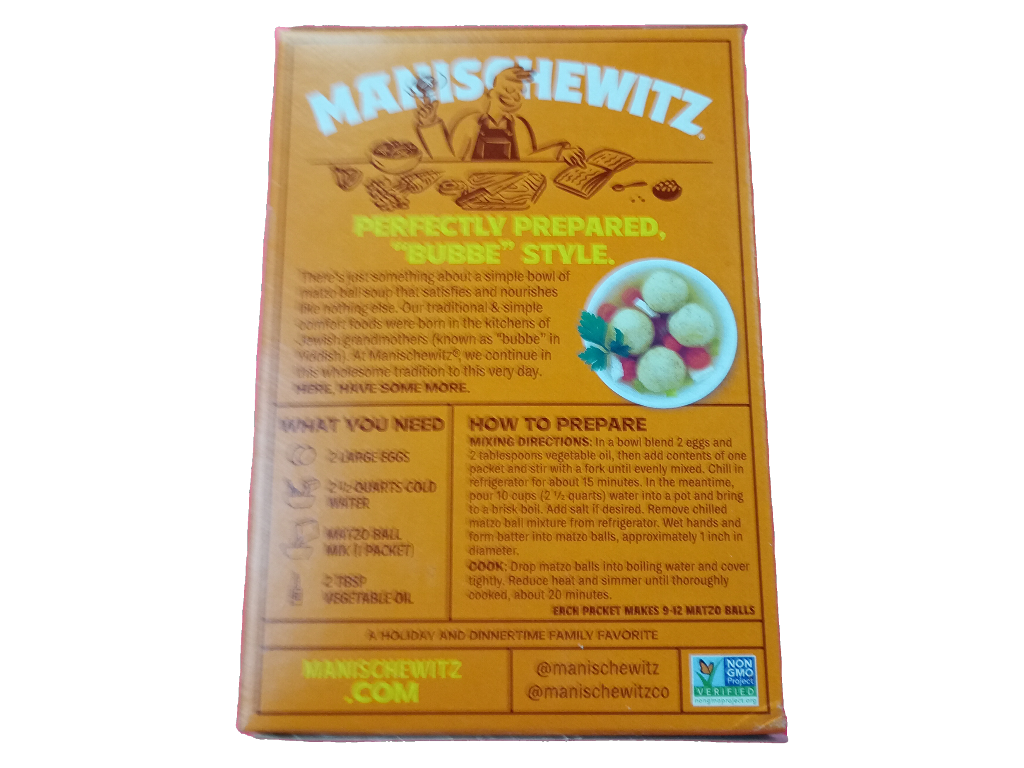 MANISCHEWITZ®
PERFECTLY PREPARED,
"BUBBE" STYLE.
There's just something about a simple bowl of
matzo ball soup that satisfies and nourishes
like nothing else. Our traditional & simple
comfort foods were born in the kitchens of
Jewish grandmothers (known as "bubbe" in
Yiddish). At Manischewitz®, we continue in
this wholesome tradition to this very day.
HERE, HAVE SOME MORE.
WHAT YOU NEED
2 LARGE EGGS
2 ½ QUARTS COLD
WATER
MATZO BALL
MIX (1 PACKET)
2 TBSP
VEGETABLE OIL
HOW TO PREPARE
MIXING DIRECTIONS: In a bowl blend 2 eggs and
2 tablespoons vegetable oil, then add contents of one
packet and stir with a fork until evenly mixed. Chill in
refrigerator for about 15 minutes. In the meantime,
pour 10 cups (2 ½ quarts) water into a pot and bring
to a brisk boil. Add salt if desired. Remove chilled
matzo ball mixture from refrigerator. Wet hands and
form batter into matzo balls, approximately 1 inch in
diameter.
COOK: Drop matzo balls into boiling water and cover
tightly. Reduce heat and simmer until thoroughly
cooked, about 20 minutes.
EACH PACKET MAKES 9-12 MATZO BALLS
A HOLIDAY AND DINNERTIME FAMILY FAVORITE
MANISCHEWITZ
.COM
@manischewitz
@manischewitzco
NON
GMO
Project
VERIFIED
nongmoproject.org